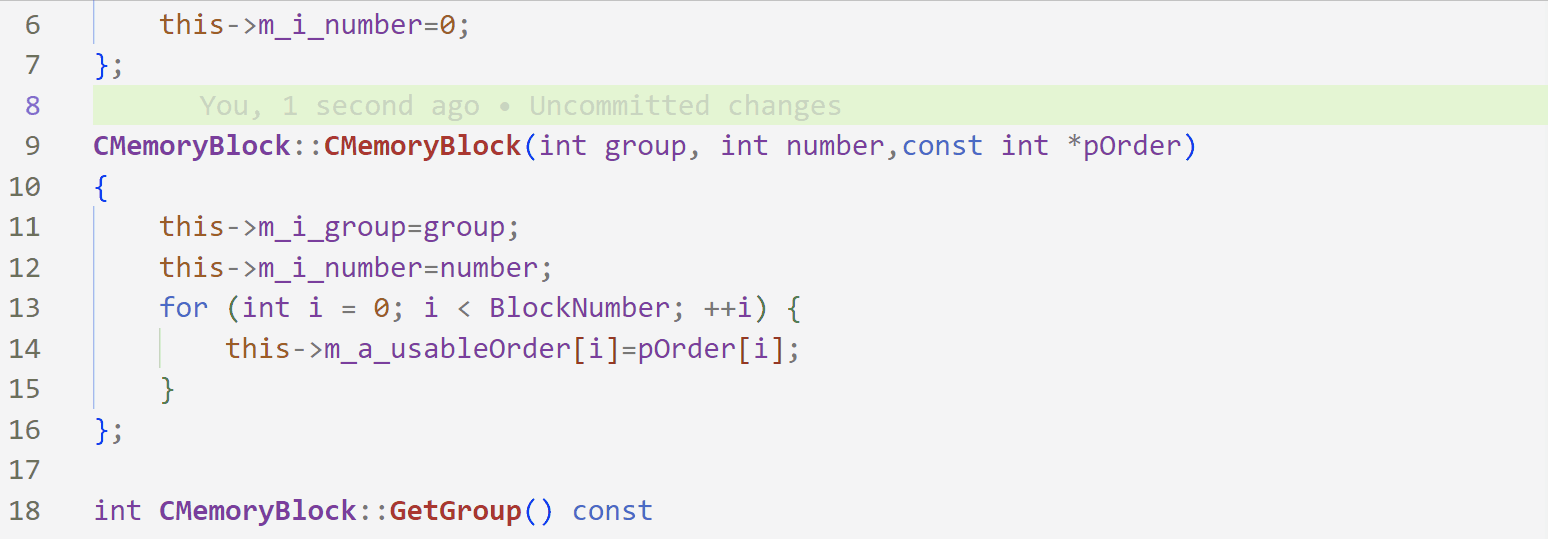 6 this->m_i_number=0;
7 };
8 You, 1 second ago • Uncommitted changes
9 CMemoryBlock::CMemoryBlock(int group, int number,const int *pOrder)
10 {
11 this->m_i_group=group;
12 this->m_i_number=number;
13 for (int i = 0; i < BlockNumber; ++i) {
14 this->m_a_usableOrder[i]=pOrder[i];
15 }
16 };
17
18 int CMemoryBlock::GetGroup() const